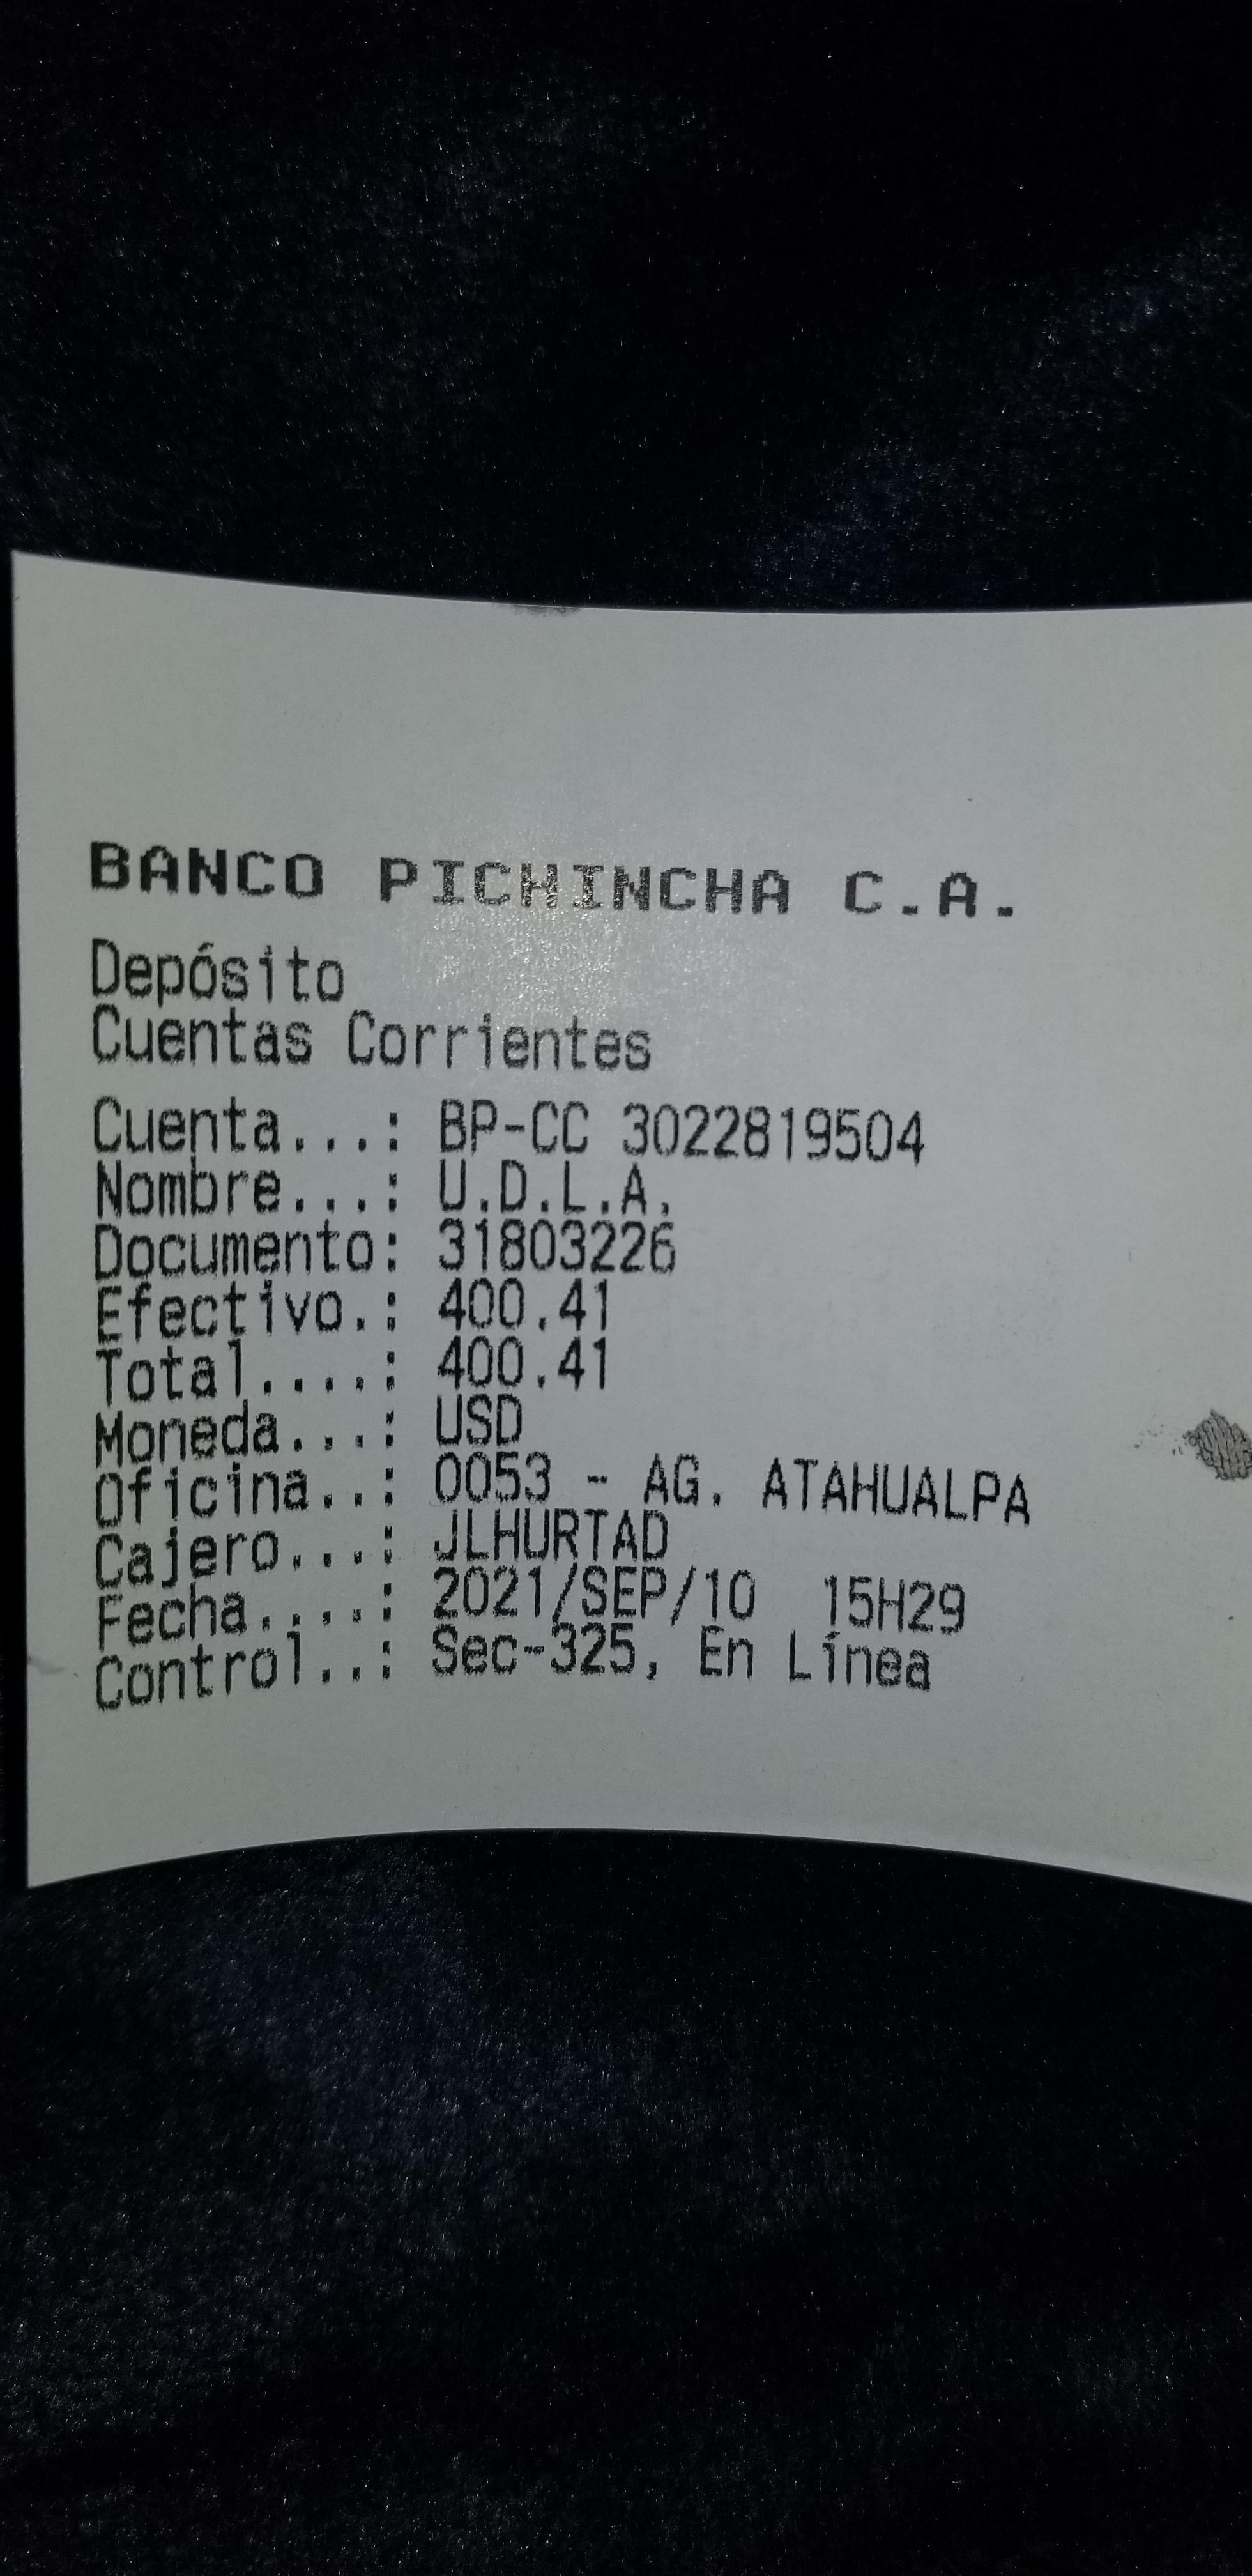 BANCO PICHINCHA C.A.
Depósito
Cuentas Corrientes
Cuenta...: BP-CC 3022819504
Nombre...: U.D.L.A.
Documento: 31803226
Efectivo.: 400.41
Total....: 400.41
Moneda...: USD
Oficina..: 0053 - AG. ATAHUALPA
Cajero...: JLHURTAD
Fecha....: 2021/SEP/10  15H29
Control..: Sec-325, En Línea